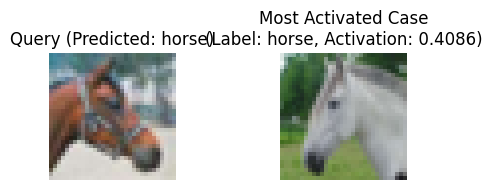 Most Activated Case
Query (Predicted: horse)
(Label: horse, Activation: 0.4086)